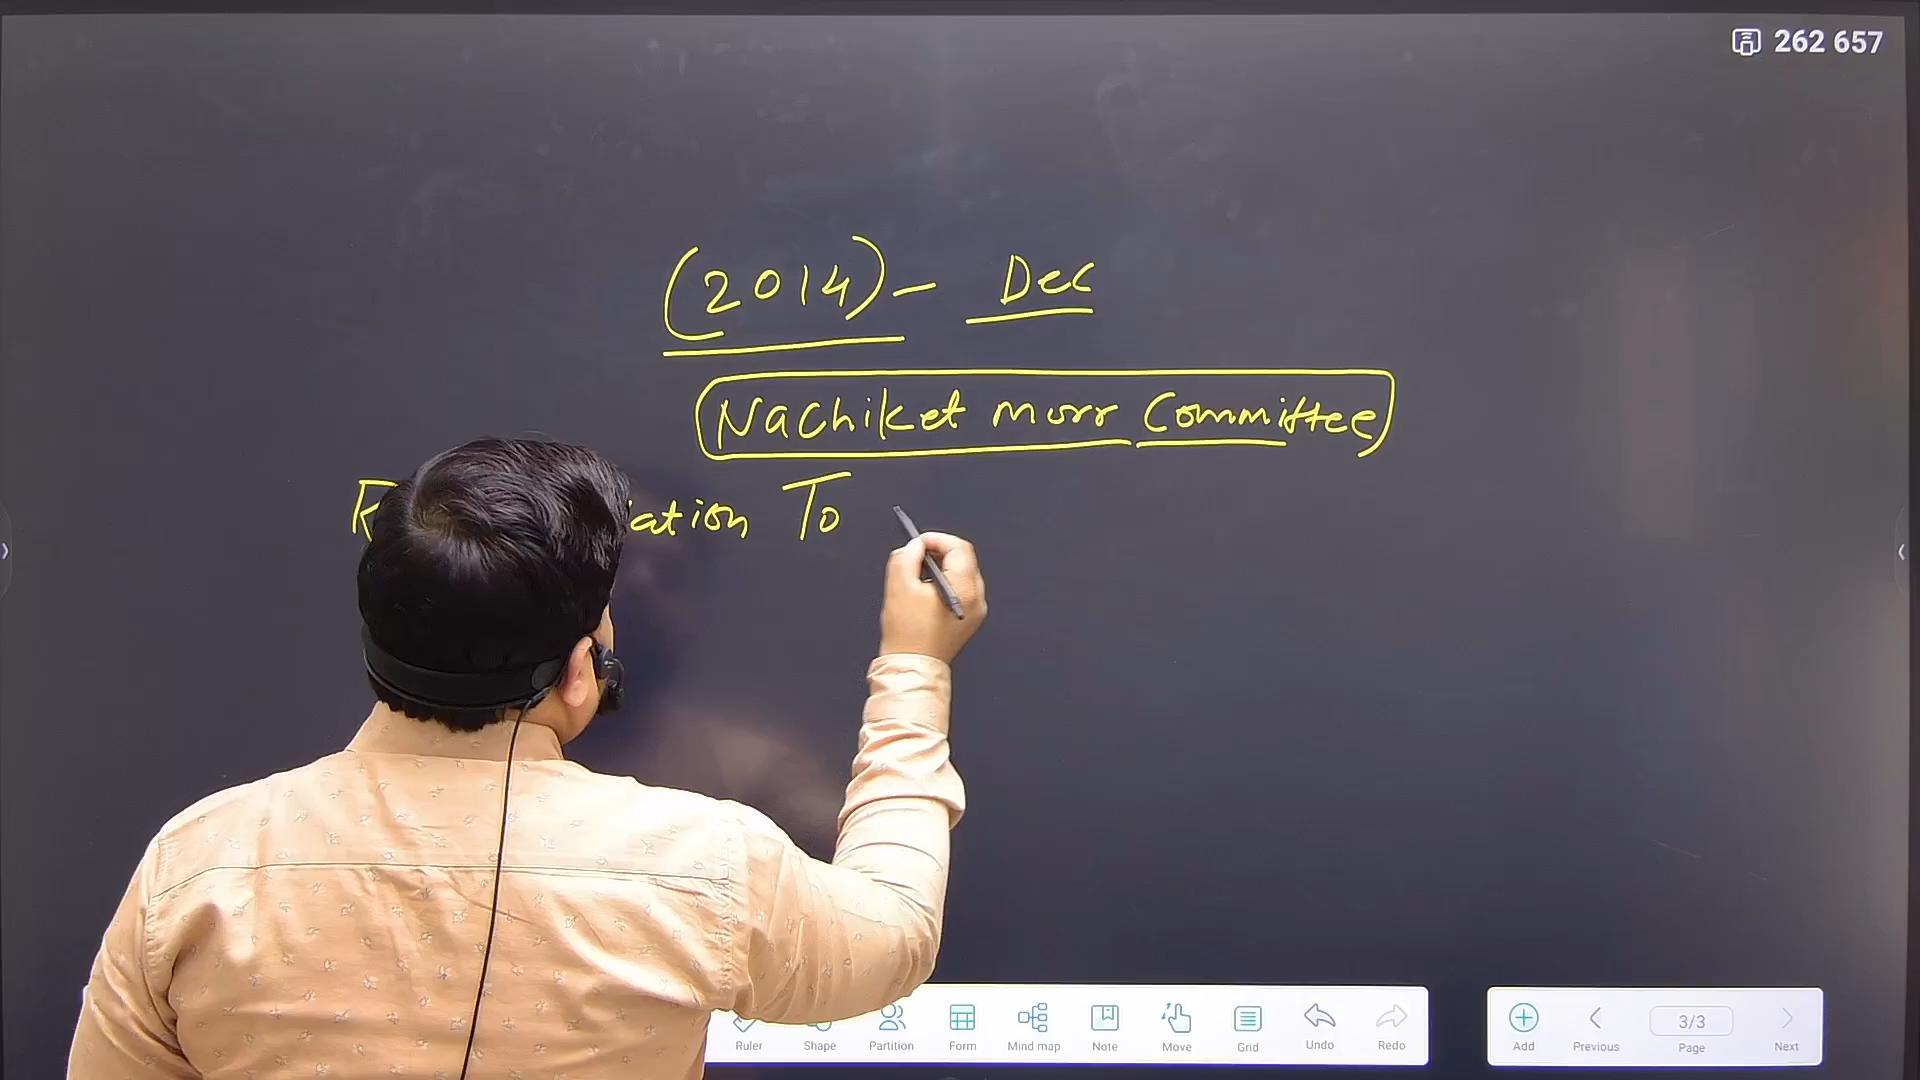 262 657
(2014) - Dec
Nachiket morr Committee
To
Ruler Shape Partition Form Mind map Note Move Grid Undo Redo
Add Previous 3/3 Page Next